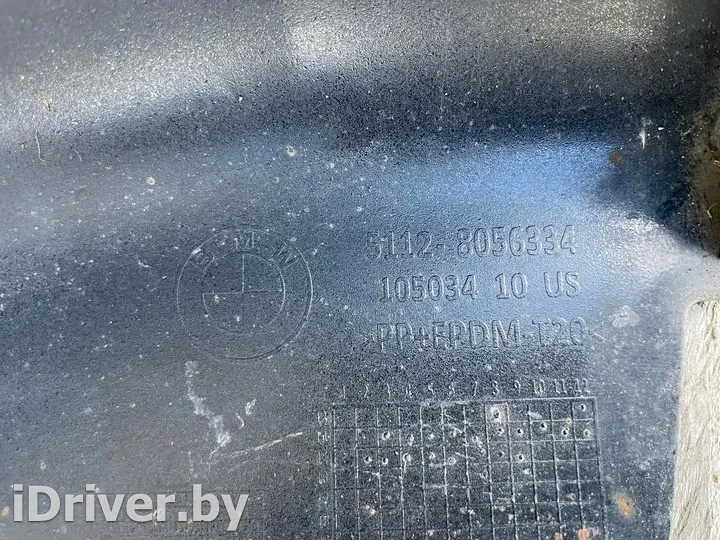 BMW
5112-8056334
105034 10 US
PP+EPDM-T20
1 2 3 4 5 6 7 8 9 10 11 12
iDriver.by